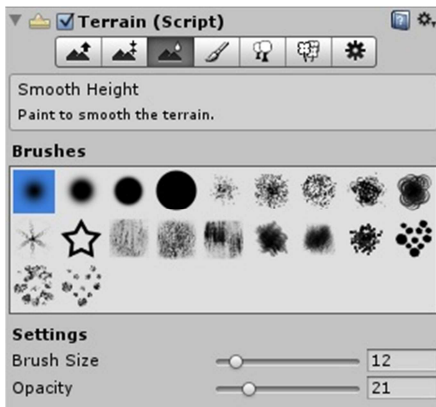 Terrain (Script)
Smooth Height
Paint to smooth the terrain.
Brushes
Settings
Brush Size 12
Opacity 21